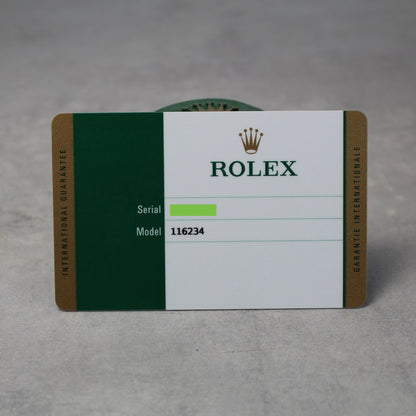 INTERNATIONAL GUARANTEE
ROLEX
Serial
Model 116234
GARANTIE INTERNATIONALE